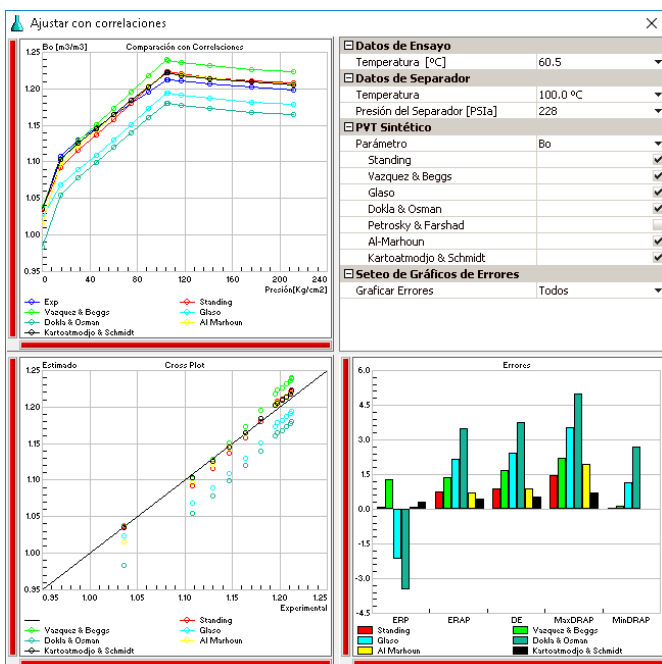 Ajustar con correlaciones
Bo [m3/m3]
Comparación con Correlaciones
1.25
1.20
1.15
1.10
1.05
1.00
0.95
0 40 80 120 160 200 240
Presión[Kg/cm2]
Exp
Standing
Vazquez & Beggs
Glaso
Dokla & Osman
Al Marhoun
Kartoatmodjo & Schmidt
Datos de Ensayo
Temperatura [ºC] 60.5
Datos de Separador
Temperatura 100.0 ºC
Presión del Separador [PSIa] 228
PVT Sintético
Parámetro Bo
Standing
Vazquez & Beggs
Glaso
Dokla & Osman
Petrosky & Farshad
Al-Marhoun
Kartoatmodjo & Schmidt
Seteo de Gráficos de Errores
Graficar Errores Todos
Estimado
Cross Plot
1.25
1.20
1.15
1.10
1.05
1.00
0.95
0.95 1.00 1.05 1.10 1.15 1.20 1.25
Experimental
Standing
Vazquez & Beggs
Glaso
Dokla & Osman
Al Marhoun
Kartoatmodjo & Schmidt
Errores
6.0
4.5
3.0
1.5
0.0
-1.5
-3.0
-4.5
ERP ERAP DE MaxDRAP MinDRAP
Standing
Vazquez & Beggs
Glaso
Dokla & Osman
Al Marhoun
Kartoatmodjo & Schmidt